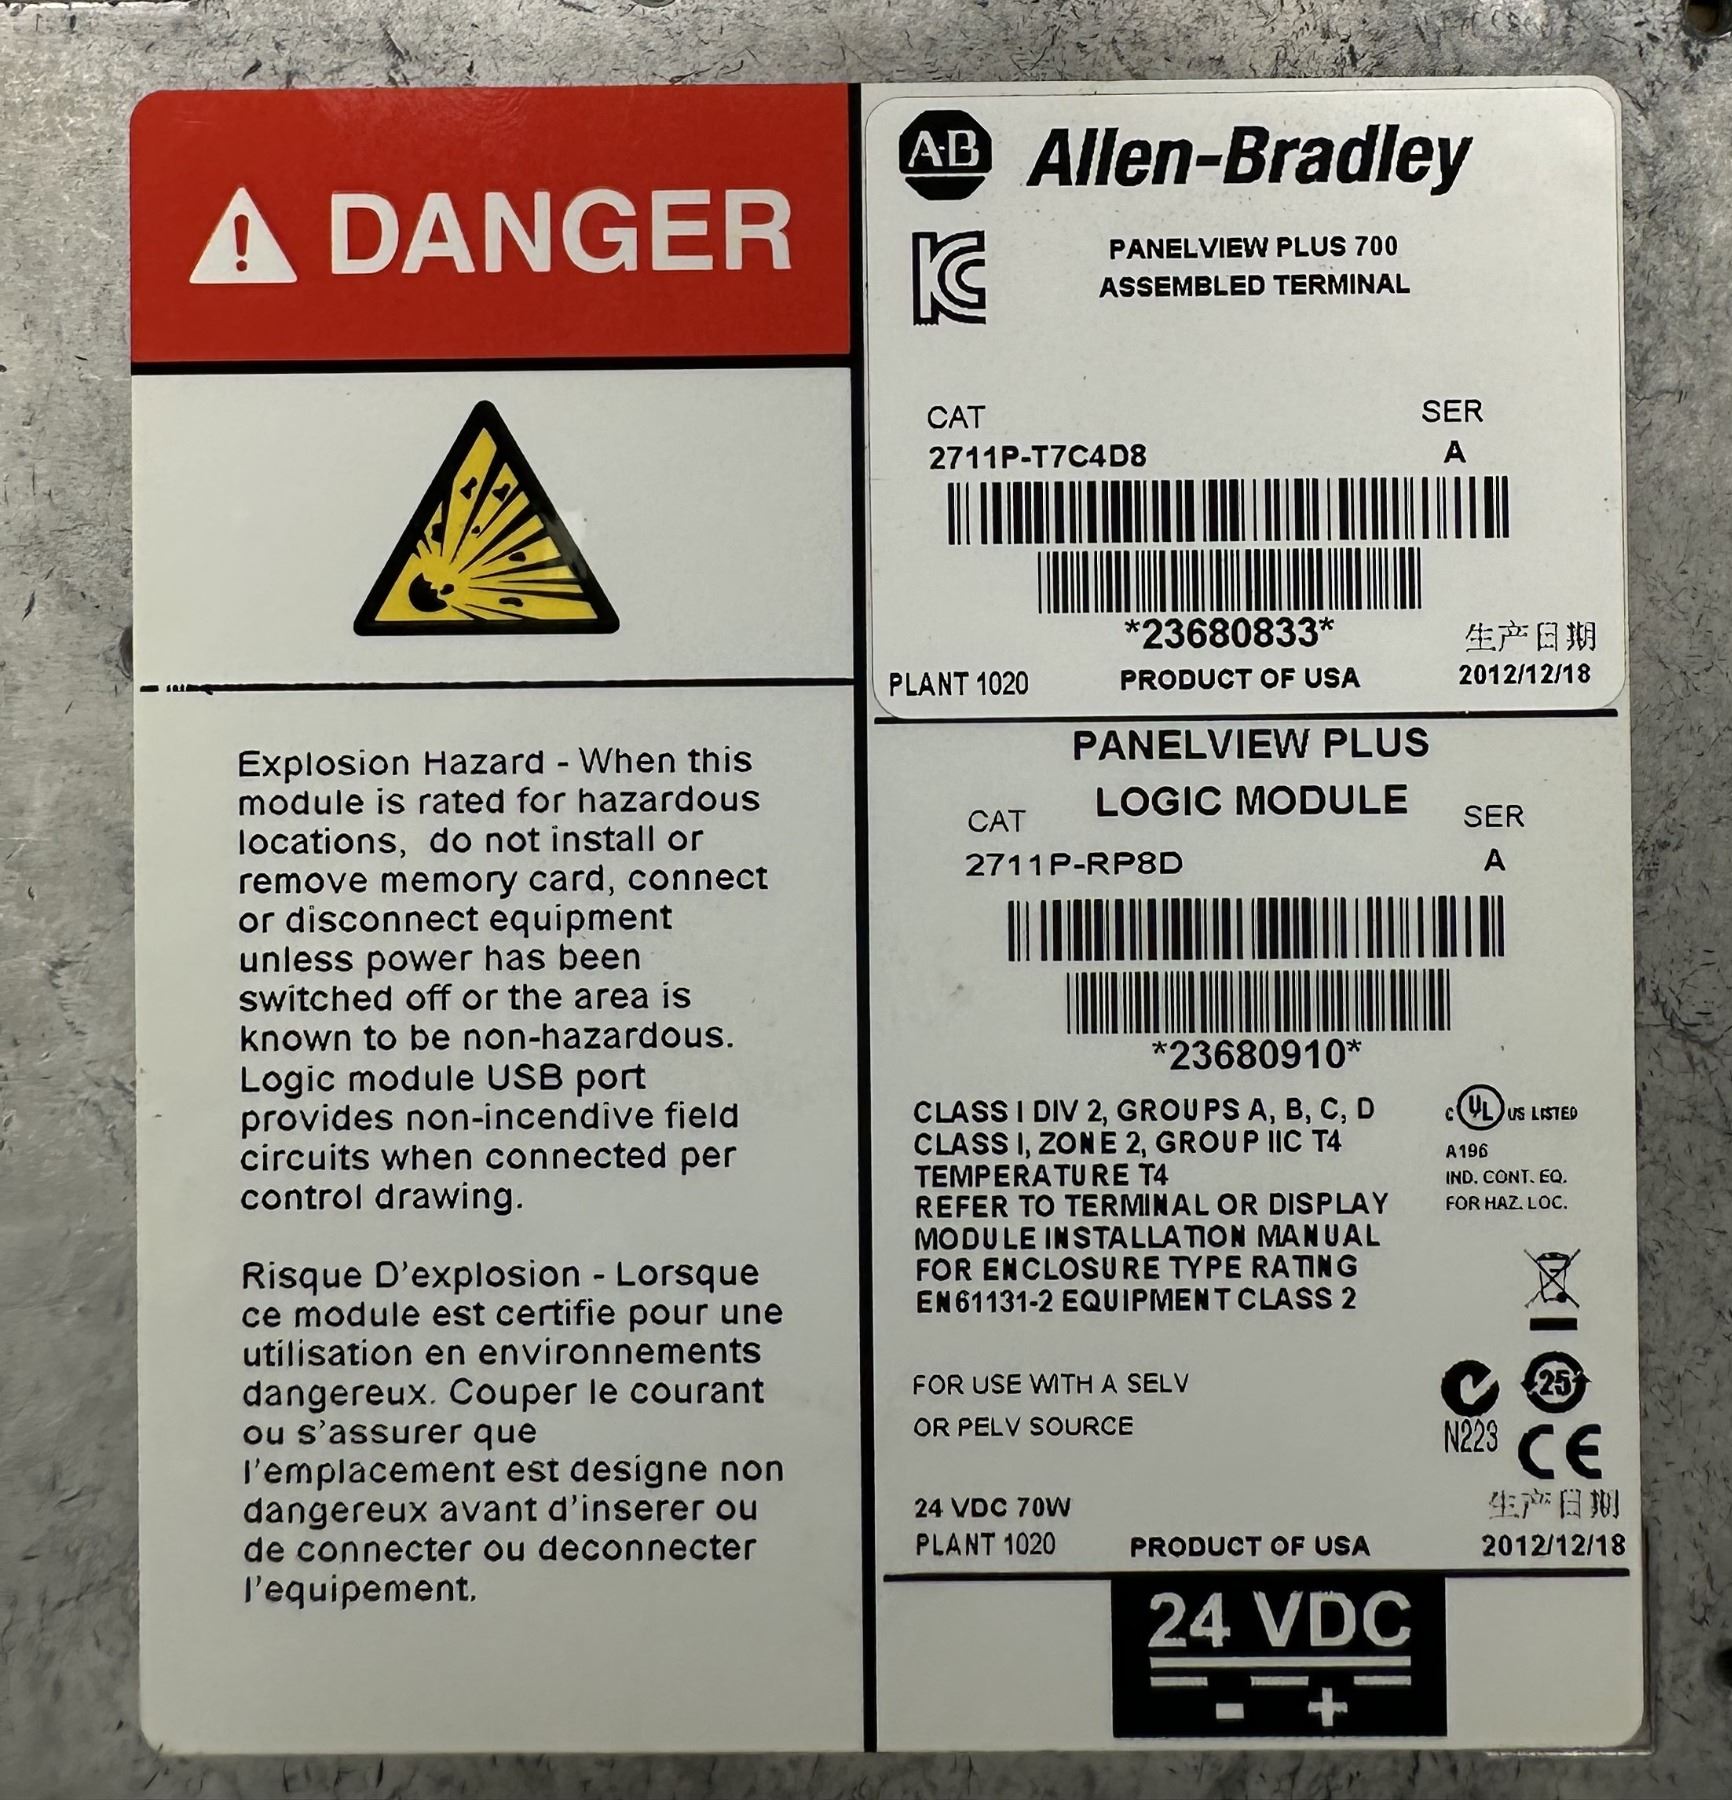 DANGER
Explosion Hazard - When this
module is rated for hazardous
locations, do not install or
remove memory card, connect
or disconnect equipment
unless power has been
switched off or the area is
known to be non-hazardous.
Logic module USB port
provides non-incendive field
circuits when connected per
control drawing.
Risque D'explosion - Lorsque
ce module est certifie pour une
utilisation en environnements
dangereux. Couper le courant
ou s'assurer que
l'emplacement est designe non
dangereux avant d'inserer ou
de connecter ou deconnecter
l'equipement.
A-B Allen-Bradley
PANELVIEW PLUS 700
ASSEMBLED TERMINAL
CAT SER
2711P-T7C4D8 A
*23680833*
生产日期
PLANT 1020 PRODUCT OF USA 2012/12/18
PANELVIEW PLUS
LOGIC MODULE
CAT SER
2711P-RP8D A
*23680910*
CLASS I DIV 2, GROUPS A, B, C, D
CLASS I, ZONE 2, GROUP IIC T4
TEMPERATURE T4
REFER TO TERMINAL OR DISPLAY
MODULE INSTALLATION MANUAL
FOR ENCLOSURE TYPE RATING
EN61131-2 EQUIPMENT CLASS 2
c UL US LISTED
A196
IND. CONT. EQ.
FOR HAZ. LOC.
FOR USE WITH A SELV
OR PELV SOURCE
25
N223
CE
24 VDC 70W
生产日期
PLANT 1020 PRODUCT OF USA 2012/12/18
24 VDC
- +